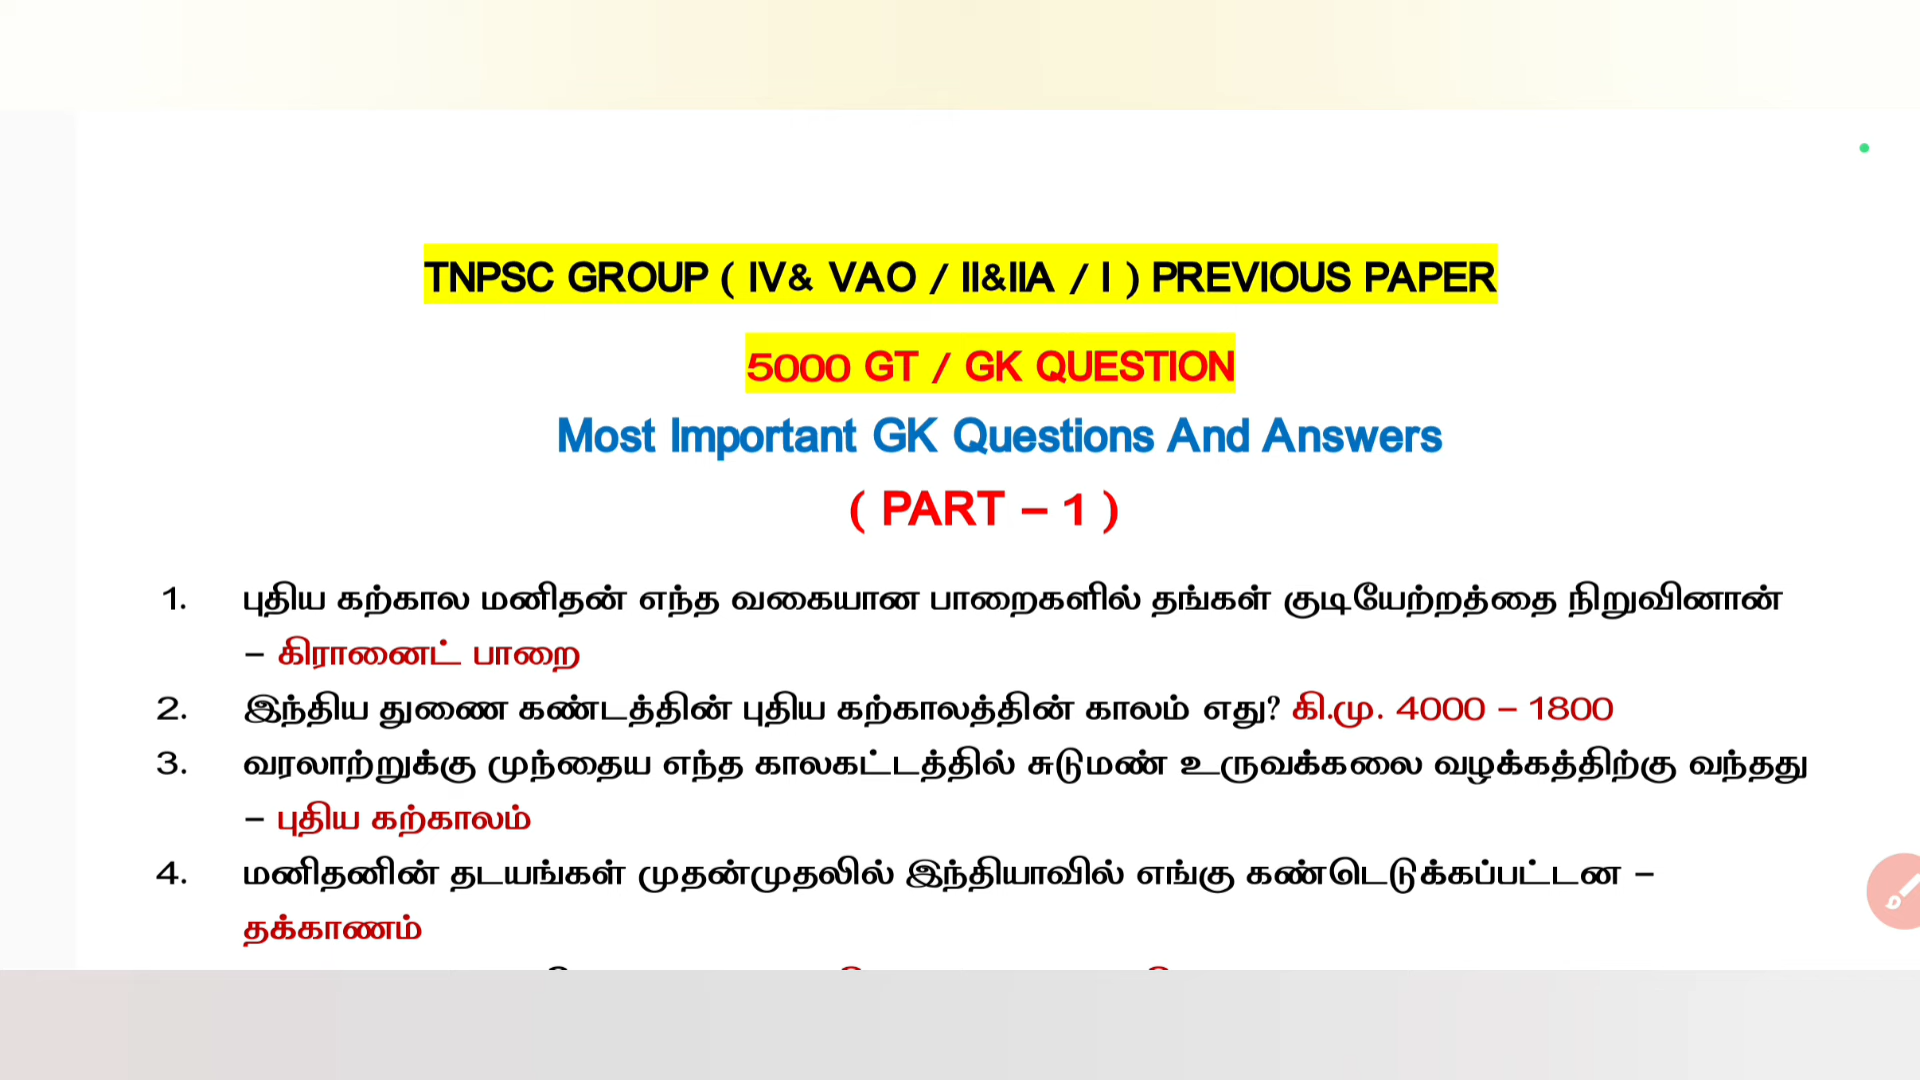 TNPSC GROUP ( IV& VAO / II&IIA / I ) PREVIOUS PAPER
5000 GT / GK QUESTION
Most Important GK Questions And Answers
( PART – 1 )
1. புதிய கற்கால மனிதன் எந்த வகையான பாறைகளில் தங்கள் குடியேற்றத்தை நிறுவினான்
– கிரானைட் பாறை
2. இந்திய துணை கண்டத்தின் புதிய கற்காலத்தின் காலம் எது? கி.மு. 4000 – 1800
3. வரலாற்றுக்கு முந்தைய எந்த காலகட்டத்தில் சுடுமண் உருவக்கலை வழக்கத்திற்கு வந்தது
– புதிய கற்காலம்
4. மனிதனின் தடயங்கள் முதன்முதலில் இந்தியாவில் எங்கு கண்டெடுக்கப்பட்டன –
தக்காணம்